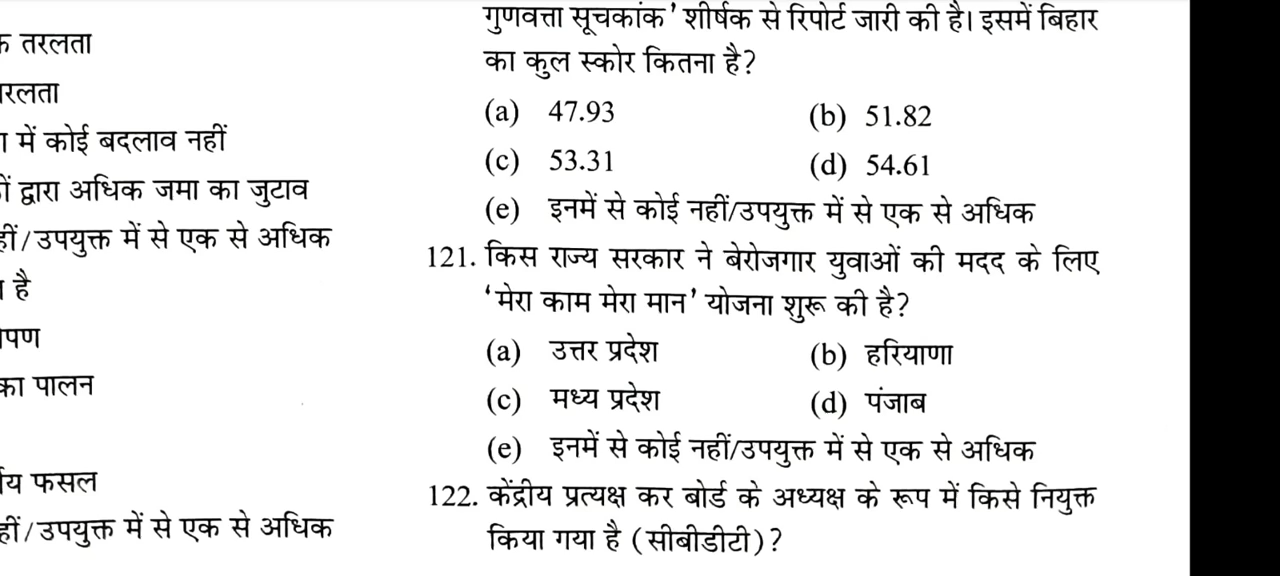 तरलता
में कोई बदलाव नहीं
द्वारा अधिक जमा का जुटाव
/उपयुक्त में से एक से अधिक
है
का पालन
फसल
/उपयुक्त में से एक से अधिक
गुणवत्ता सूचकांक' शीर्षक से रिपोर्ट जारी की है। इसमें बिहार
का कुल स्कोर कितना है?
(a) 47.93 (b) 51.82
(c) 53.31 (d) 54.61
(e) इनमें से कोई नहीं/उपयुक्त में से एक से अधिक
121. किस राज्य सरकार ने बेरोजगार युवाओं की मदद के लिए
'मेरा काम मेरा मान' योजना शुरू की है?
(a) उत्तर प्रदेश (b) हरियाणा
(c) मध्य प्रदेश (d) पंजाब
(e) इनमें से कोई नहीं/उपयुक्त में से एक से अधिक
122. केंद्रीय प्रत्यक्ष कर बोर्ड के अध्यक्ष के रूप में किसे नियुक्त
किया गया है (सीबीडीटी)?